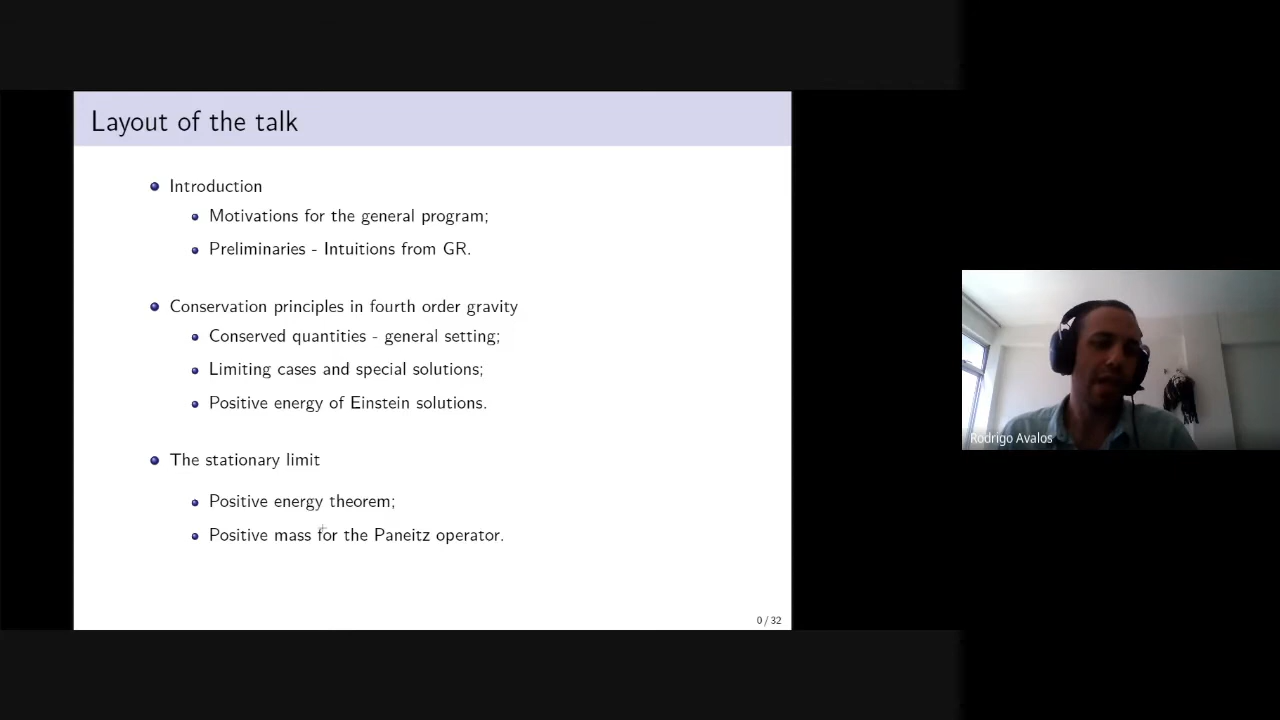 Layout of the talk
Introduction
Motivations for the general program;
Preliminaries - Intuitions from GR.
Conservation principles in fourth order gravity
Conserved quantities - general setting;
Limiting cases and special solutions;
Positive energy of Einstein solutions.
The stationary limit
Positive energy theorem;
Positive mass for the Paneitz operator.
0 / 32
Rodrigo Avalos